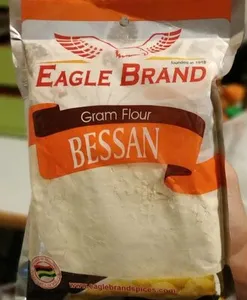 EAGLE BRAND
Gram Flour
BESSAN
www.eaglebrandspices.com